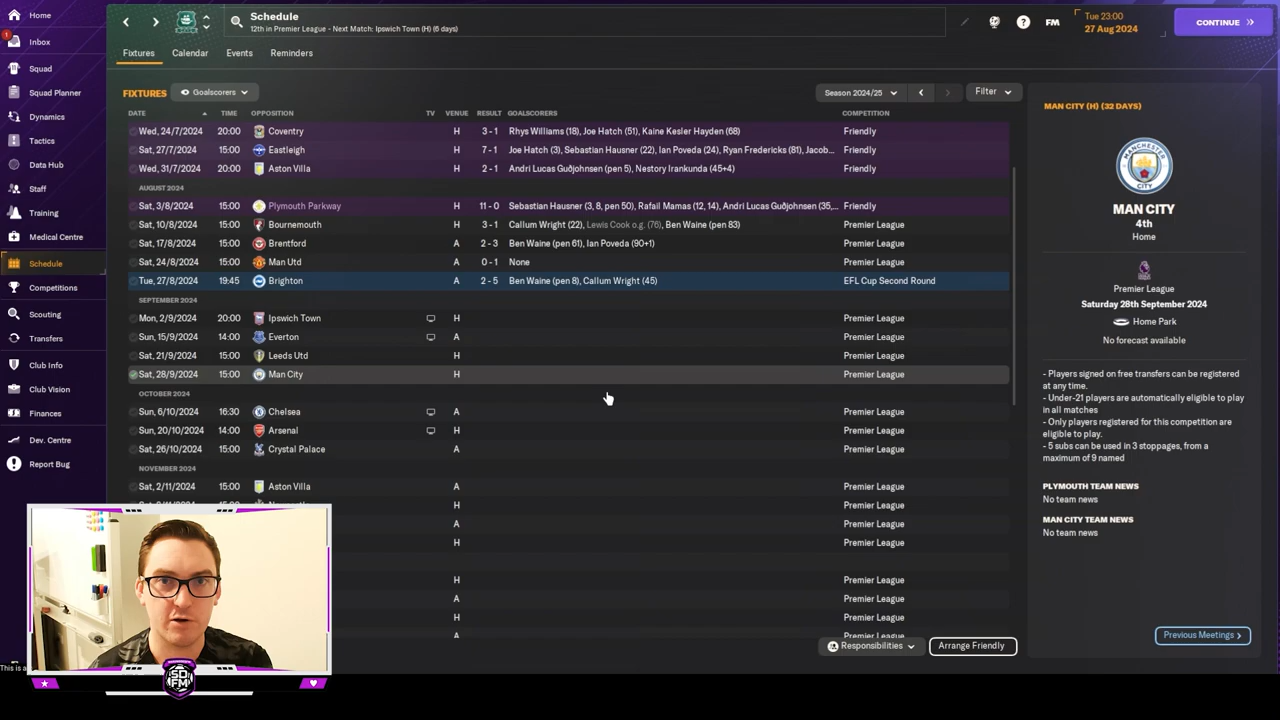 Home
1
Inbox
Squad
Squad Planner
Dynamics
Tactics
Data Hub
Staff
Training
Medical Centre
Schedule
Competitions
Scouting
Transfers
Club Info
Club Vision
Finances
Dev. Centre
Report Bug
This is a
Schedule
12th in Premier League - Next Match: Ipswich Town (H) (6 days)
? FM
Tue 23:00
27 Aug 2024
CONTINUE
Fixtures Calendar Events Reminders
FIXTURES Goalscorers Season 2024/25 Filter
DATE TIME OPPOSITION TV VENUE RESULT GOALSCORERS COMPETITION
Wed, 24/7/2024 20:00 Coventry H 3 - 1 Rhys Williams (18), Joe Hatch (51), Kaine Kesler Hayden (68) Friendly
Sat, 27/7/2024 15:00 Eastleigh H 7 - 1 Joe Hatch (3), Sebastian Hausner (22), Ian Poveda (24), Ryan Fredericks (81), Jacob... Friendly
Wed, 31/7/2024 20:00 Aston Villa H 2 - 1 Andri Lucas Guðjohnsen (pen 5), Nestory Irankunda (45+4) Friendly
AUGUST 2024
Sat, 3/8/2024 15:00 Plymouth Parkway H 11 - 0 Sebastian Hausner (3, 8, pen 50), Rafail Mamas (12, 14), Andri Lucas Guðjohnsen (35,... Friendly
Sat, 10/8/2024 15:00 Bournemouth H 3 - 1 Callum Wright (22), Lewis Cook o.g. (76), Ben Waine (pen 83) Premier League
Sat, 17/8/2024 15:00 Brentford A 2 - 3 Ben Waine (pen 61), Ian Poveda (90+1) Premier League
Sat, 24/8/2024 15:00 Man Utd A 0 - 1 None Premier League
Tue, 27/8/2024 19:45 Brighton A 2 - 5 Ben Waine (pen 8), Callum Wright (45) EFL Cup Second Round
SEPTEMBER 2024
Mon, 2/9/2024 20:00 Ipswich Town H Premier League
Sun, 15/9/2024 14:00 Everton A Premier League
Sat, 21/9/2024 15:00 Leeds Utd H Premier League
Sat, 28/9/2024 15:00 Man City H Premier League
OCTOBER 2024
Sun, 6/10/2024 16:30 Chelsea A Premier League
Sun, 20/10/2024 14:00 Arsenal H Premier League
Sat, 26/10/2024 15:00 Crystal Palace A Premier League
NOVEMBER 2024
Sat, 2/11/2024 15:00 Aston Villa A Premier League
H Premier League
A Premier League
H Premier League
H Premier League
A Premier League
H Premier League
A Premier League
Responsibilities Arrange Friendly
MAN CITY (H) (32 DAYS)
MANCHESTER
CITY
MAN CITY
4th
Home
Premier League
Saturday 28th September 2024
Home Park
No forecast available
- Players signed on free transfers can be registered
at any time.
- Under-21 players are automatically eligible to play
in all matches
- Only players registered for this competition are
eligible to play.
- 5 subs can be used in 3 stoppages, from a
maximum of 9 named
PLYMOUTH TEAM NEWS
No team news
MAN CITY TEAM NEWS
No team news
Previous Meetings
SD
FM